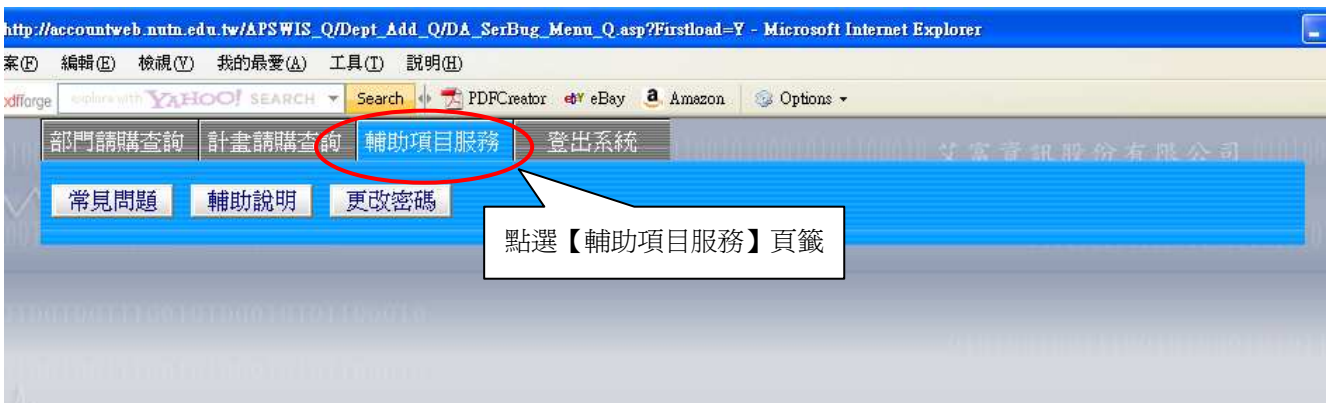 http://accountweb.nutn.edu.tw/APSWIS_Q/Dept_Add_Q/DA_SerBug_Menu_Q.asp?Firstload=Y - Microsoft Internet Explorer
案(F) 編輯(E) 檢視(V) 我的最愛(A) 工具(T) 說明(H)
pdfforge explore with YAHOO! SEARCH Search PDFCreator eBay Amazon Options
部門請購查詢 計畫請購查詢 輔助項目服務 登出系統
艾富資訊股份有限公司
常見問題 輔助說明 更改密碼
點選【輔助項目服務】頁籤